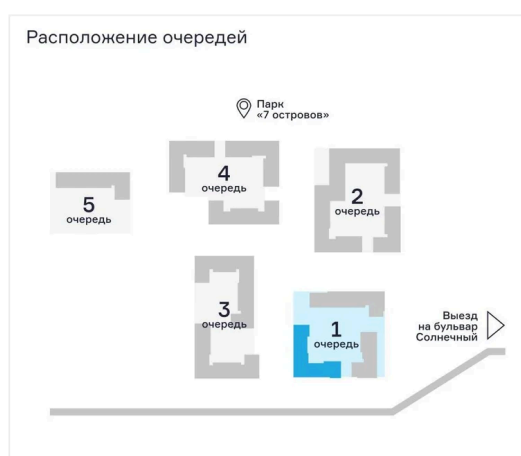 Расположение очередей
Парк
«7 островов»
4
очередь
2
очередь
5
очередь
3
очередь
1
очередь
Выезд
на бульвар
Солнечный